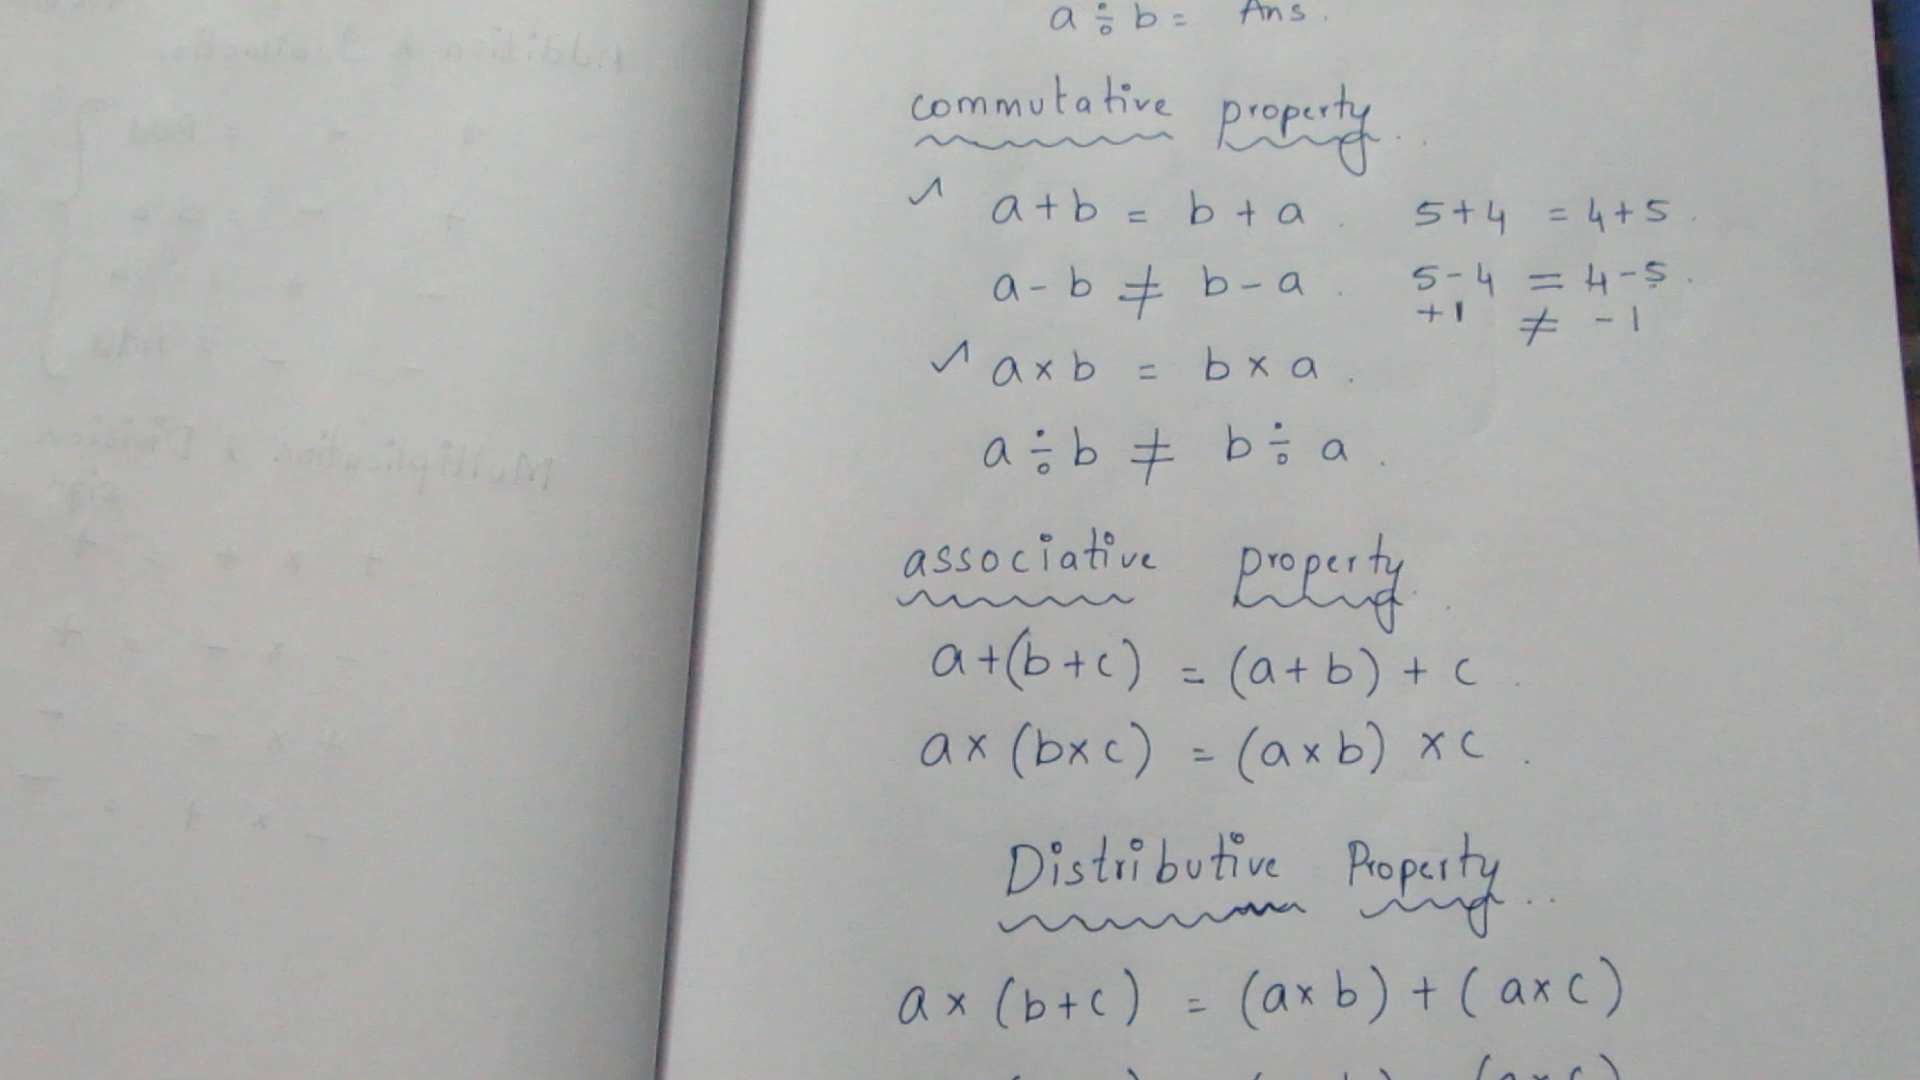 a ÷ b = Ans.
commutative property.
✓ a + b = b + a. 5 + 4 = 4 + 5.
a - b ≠ b - a. 5 - 4 = 4 - 5.
+1 ≠ -1
✓ a × b = b × a.
a ÷ b ≠ b ÷ a.
associative property.
a + (b + c) = (a + b) + c.
a × (b × c) = (a × b) × c.
Distributive Property..
a × (b + c) = (a × b) + (a × c)